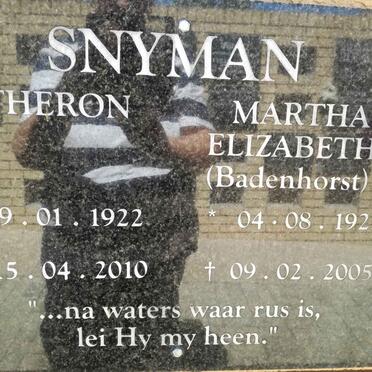 SNYMAN
THERON MARTHA
ELIZABETH
(Badenhorst)
9 . 01 . 1922 * 04 . 08 . 192
5 . 04 . 2010 † 09 . 02 . 2005
"...na waters waar rus is,
lei Hy my heen."